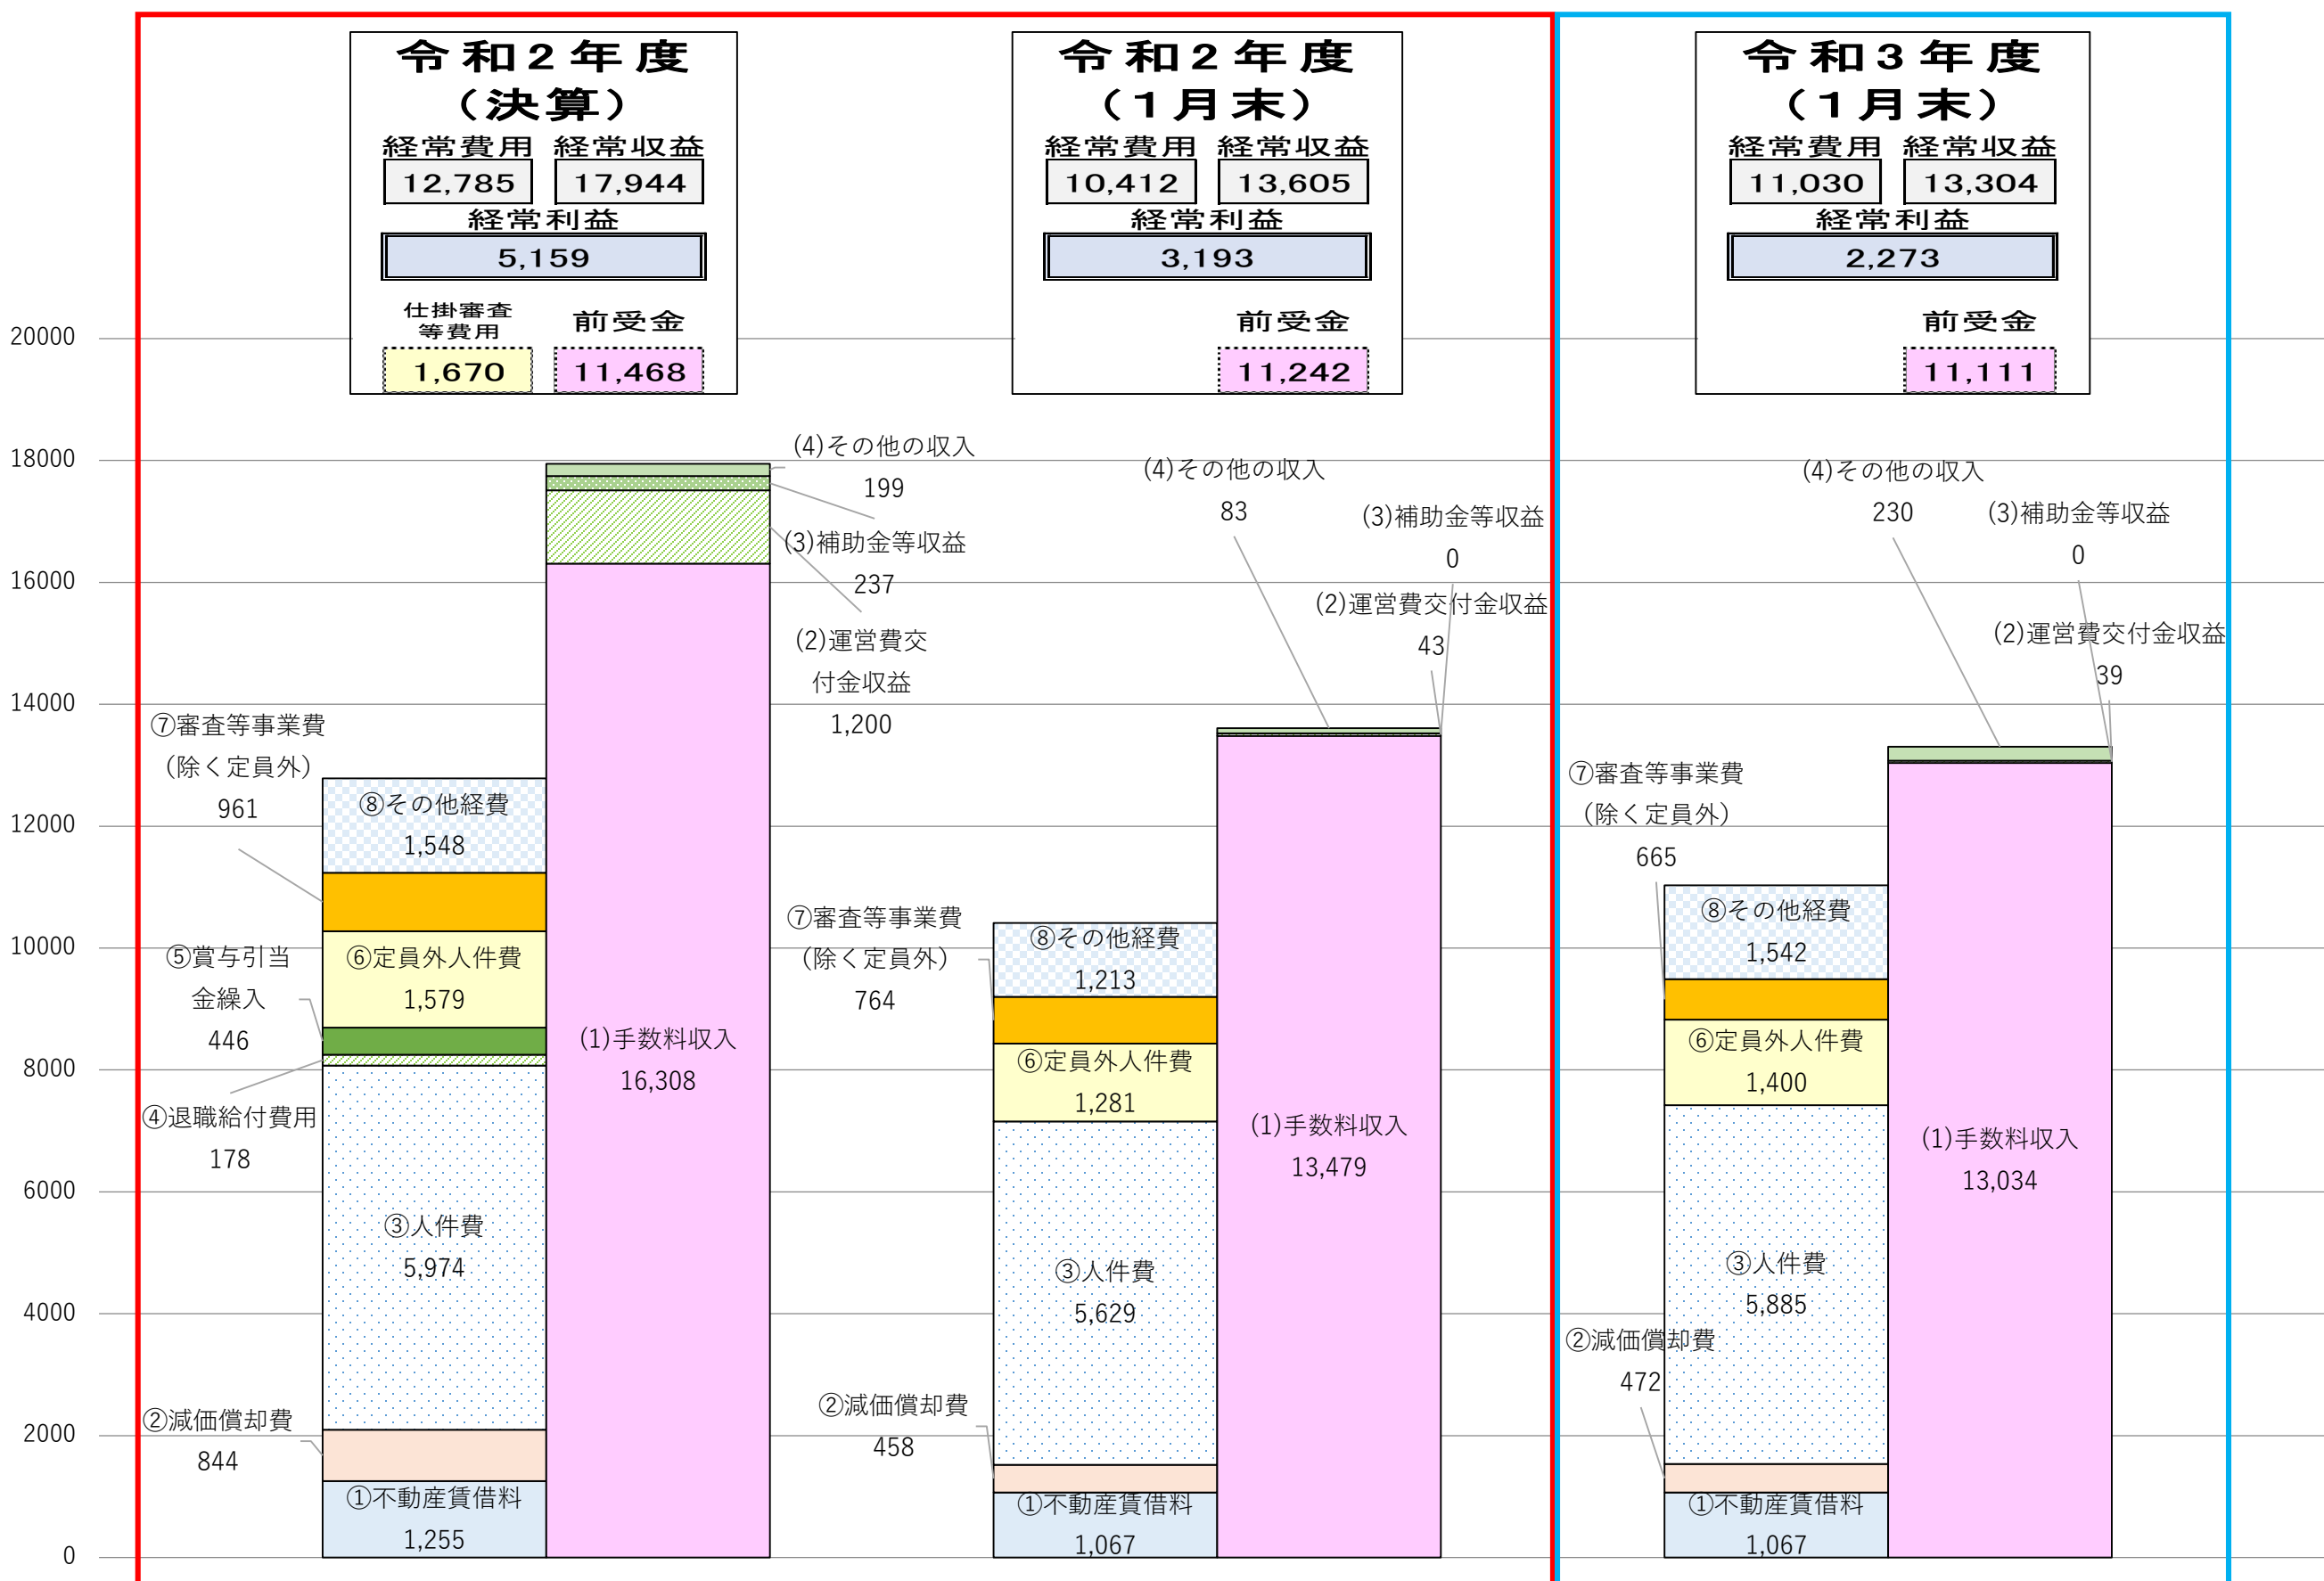 令和2年度
（決算）
経常費用 経常収益
12,785 17,944
経常利益
5,159
仕掛審査
等費用
前受金
1,670 11,468
令和2年度
（1月末）
経常費用 経常収益
10,412 13,605
経常利益
3,193
前受金
11,242
令和3年度
（1月末）
経常費用 経常収益
11,030 13,304
経常利益
2,273
前受金
11,111
20000
18000
16000
14000
12000
10000
8000
6000
4000
2000
0
⑦審査等事業費
（除く定員外）
961
⑤賞与引当
金繰入
446
④退職給付費用
178
②減価償却費
844
⑧その他経費
1,548
⑥定員外人件費
1,579
③人件費
5,974
①不動産賃借料
1,255
(4)その他の収入
199
(3)補助金等収益
237
(2)運営費交
付金収益
1,200
(1)手数料収入
16,308
⑦審査等事業費
（除く定員外）
764
②減価償却費
458
⑧その他経費
1,213
⑥定員外人件費
1,281
③人件費
5,629
①不動産賃借料
1,067
(4)その他の収入
83
(3)補助金等収益
0
(2)運営費交付金収益
43
(1)手数料収入
13,479
⑦審査等事業費
（除く定員外）
665
②減価償却費
472
⑧その他経費
1,542
⑥定員外人件費
1,400
③人件費
5,885
①不動産賃借料
1,067
(4)その他の収入
230
(3)補助金等収益
0
(2)運営費交付金収益
39
(1)手数料収入
13,034